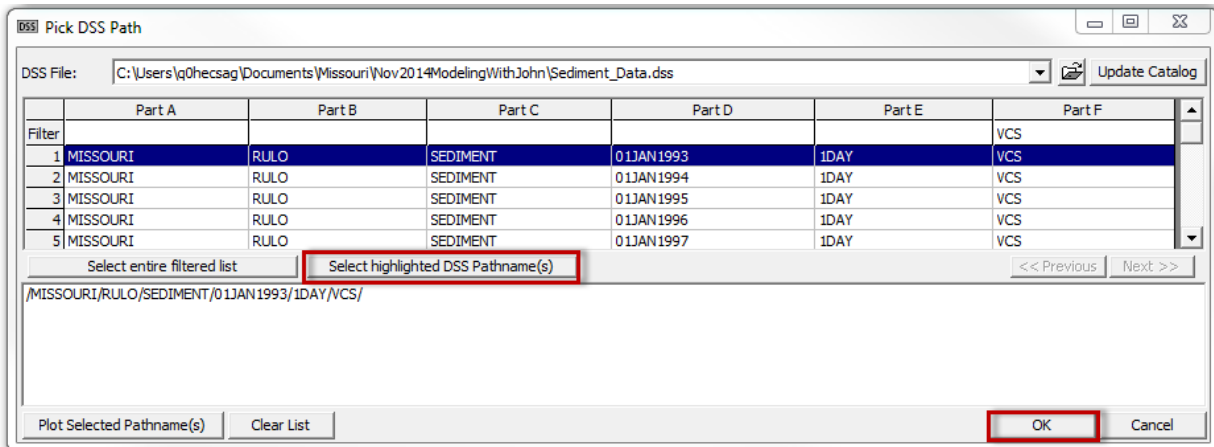 DSS Pick DSS Path
DSS File: C:\Users\q0hecsag\Documents\Missouri\Nov2014ModelingWithJohn\Sediment_Data.dss Update Catalog
Part A Part B Part C Part D Part E Part F
Filter VCS
1 MISSOURI RULO SEDIMENT 01JAN1993 1DAY VCS
2 MISSOURI RULO SEDIMENT 01JAN1994 1DAY VCS
3 MISSOURI RULO SEDIMENT 01JAN1995 1DAY VCS
4 MISSOURI RULO SEDIMENT 01JAN1996 1DAY VCS
5 MISSOURI RULO SEDIMENT 01JAN1997 1DAY VCS
Select entire filtered list Select highlighted DSS Pathname(s) << Previous Next >>
/MISSOURI/RULO/SEDIMENT/01JAN1993/1DAY/VCS/
Plot Selected Pathname(s) Clear List OK Cancel